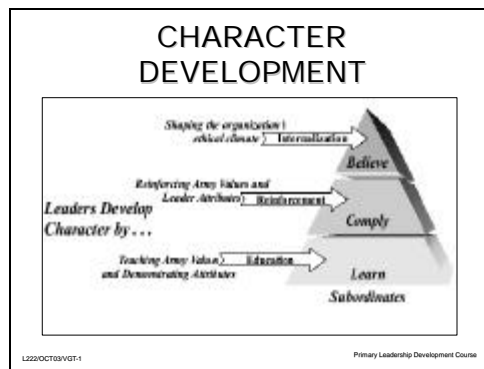 CHARACTER
DEVELOPMENT
Shaping the organization's
ethical climate
Internalization
Believe
Reinforcing Army Values and
Leader Attributes
Reinforcement
Leaders Develop
Character by . . .
Comply
Teaching Army Values
and Demonstrating Attributes
Education
Learn
Subordinates
L222/OCT03/VGT-1
Primary Leadership Development Course